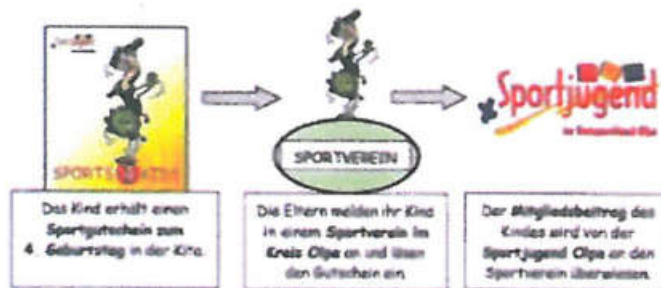 SPORTVEREIN
Sportjugend
Das Kind erhält einen
Sportgutschein zum
4. Geburtstag in der Kita.
Die Eltern melden ihr Kind
in einem Sportverein im
Kreis Olpe an und lösen
den Gutschein ein.
Der Mitgliedsbeitrag des
Kindes wird von der
Sportjugend Olpe an den
Sportverein überwiesen.